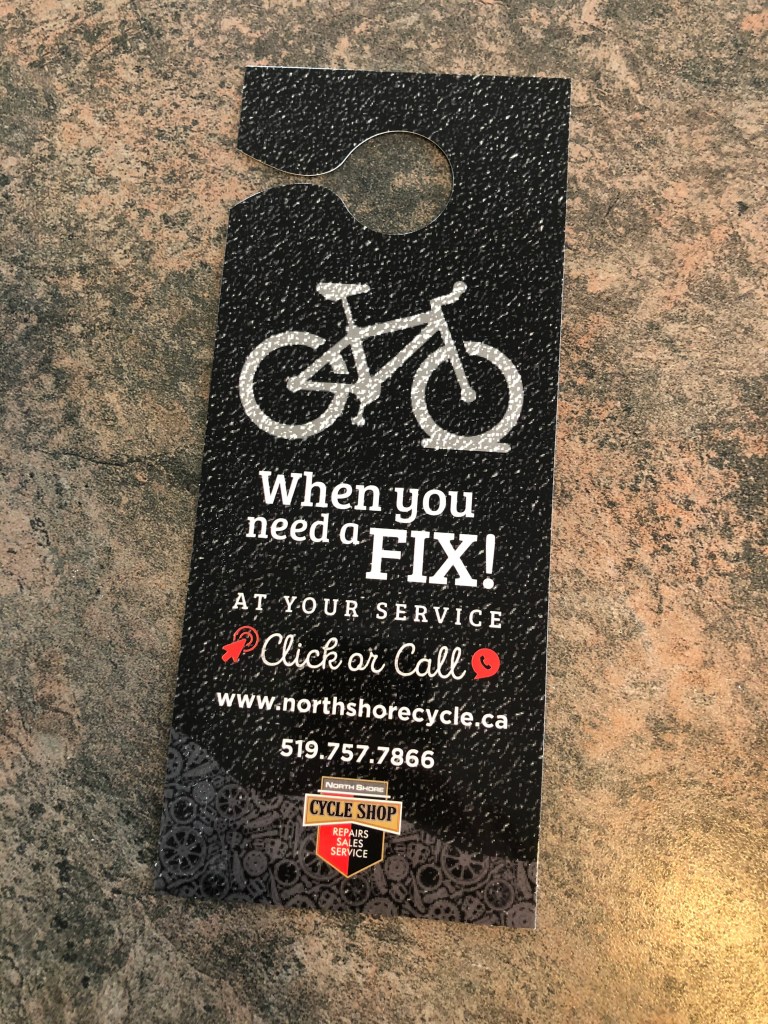 When you
need a FIX!
AT YOUR SERVICE
Click or Call
www.northshorecycle.ca
519.757.7866
NORTH SHORE
CYCLE SHOP
REPAIRS
SALES
SERVICE